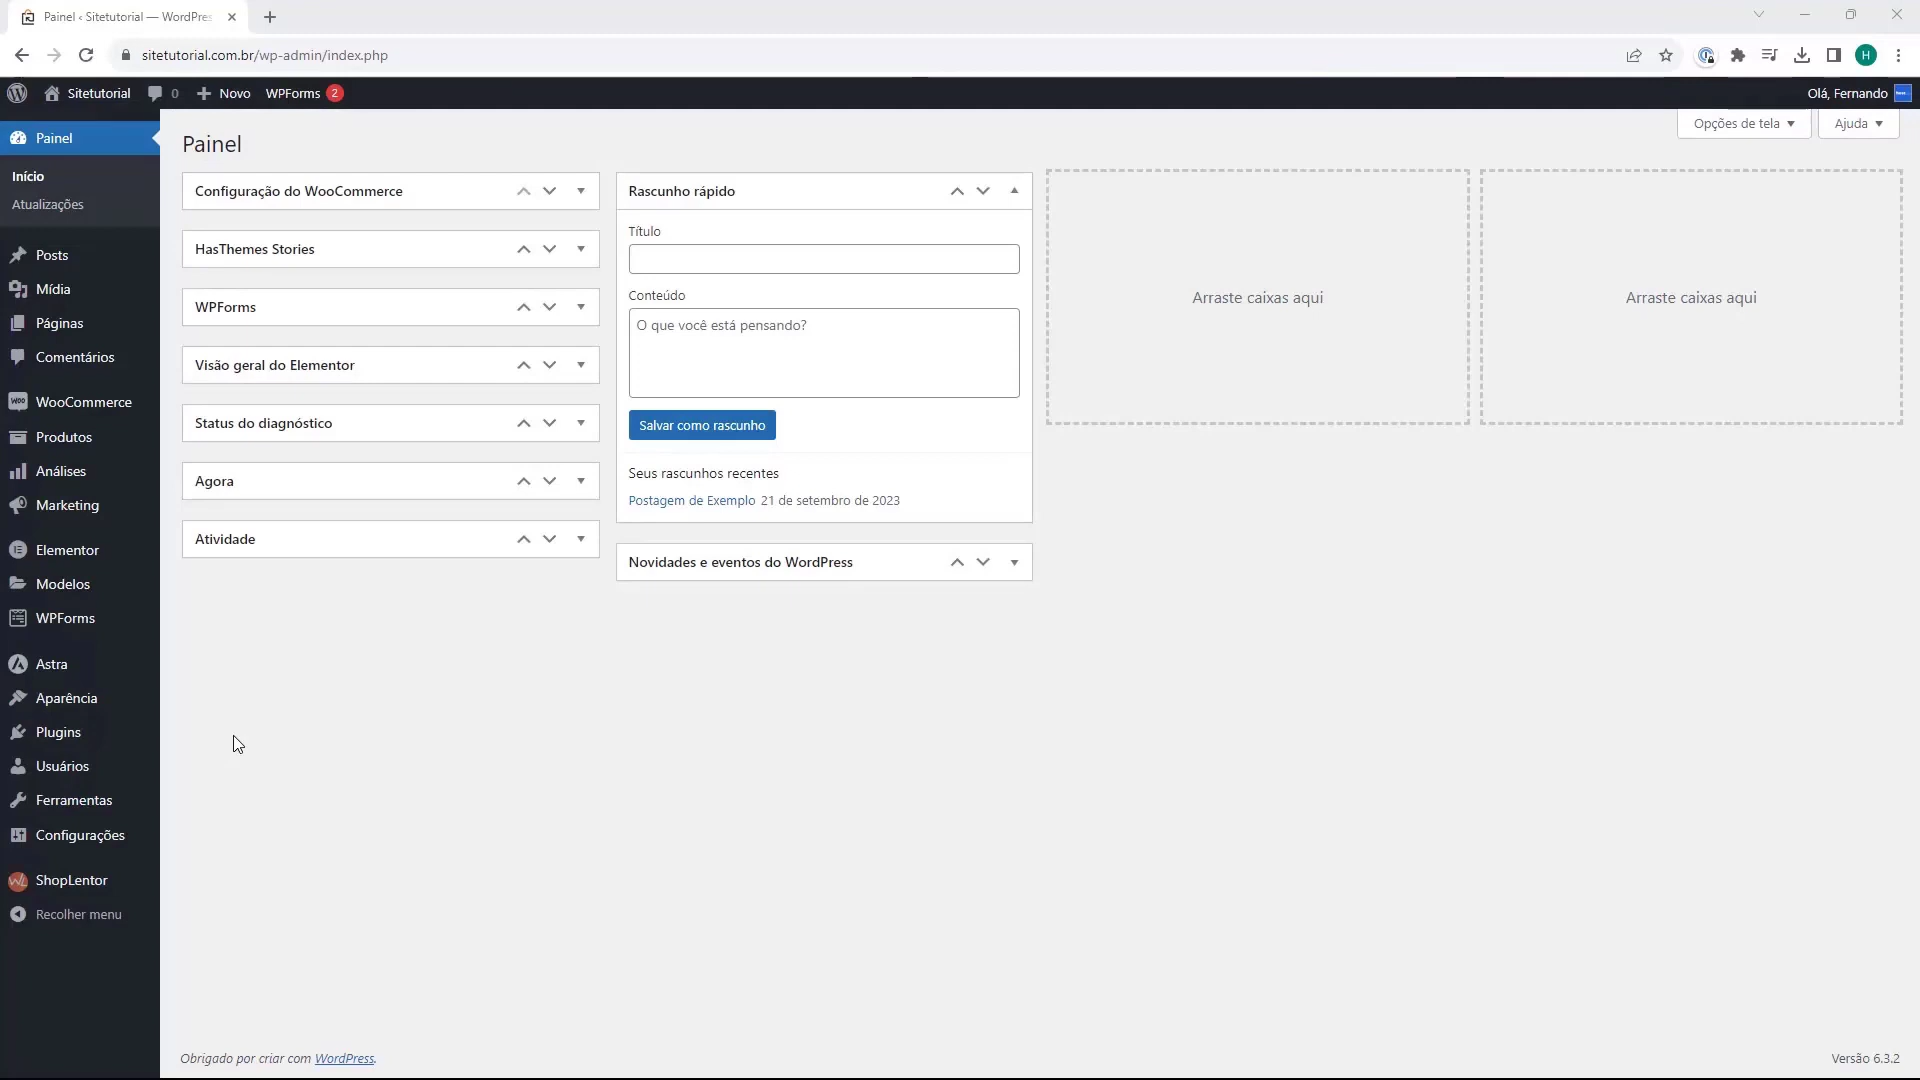 Painel ‹ Sitetutorial — WordPres
sitetutorial.com.br/wp-admin/index.php
H
Sitetutorial
0
Novo
WPForms 2
Olá, Fernando
Painel
Início
Atualizações
Posts
Mídia
Páginas
Comentários
WooCommerce
Produtos
Análises
Marketing
Elementor
Modelos
WPForms
Astra
Aparência
Plugins
Usuários
Ferramentas
Configurações
ShopLentor
Recolher menu
Opções de tela
Ajuda
Painel
Configuração do WooCommerce
HasThemes Stories
WPForms
Visão geral do Elementor
Status do diagnóstico
Agora
Atividade
Rascunho rápido
Título
Conteúdo
O que você está pensando?
Salvar como rascunho
Seus rascunhos recentes
Postagem de Exemplo 21 de setembro de 2023
Novidades e eventos do WordPress
Arraste caixas aqui
Arraste caixas aqui
Obrigado por criar com WordPress.
Versão 6.3.2